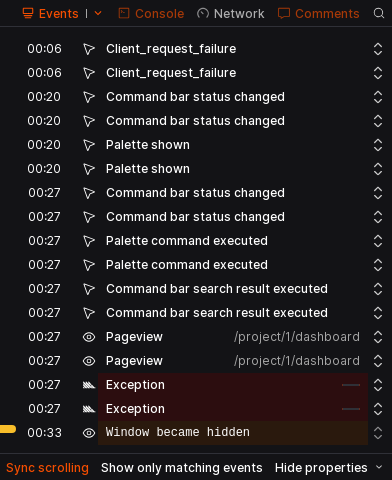 Events Console Network Comments
00:06 Client_request_failure
00:06 Client_request_failure
00:20 Command bar status changed
00:20 Command bar status changed
00:20 Palette shown
00:20 Palette shown
00:27 Command bar status changed
00:27 Command bar status changed
00:27 Palette command executed
00:27 Palette command executed
00:27 Command bar search result executed
00:27 Command bar search result executed
00:27 Pageview /project/1/dashboard
00:27 Pageview /project/1/dashboard
00:27 Exception
00:27 Exception
00:33 Window became hidden
Sync scrolling Show only matching events Hide properties